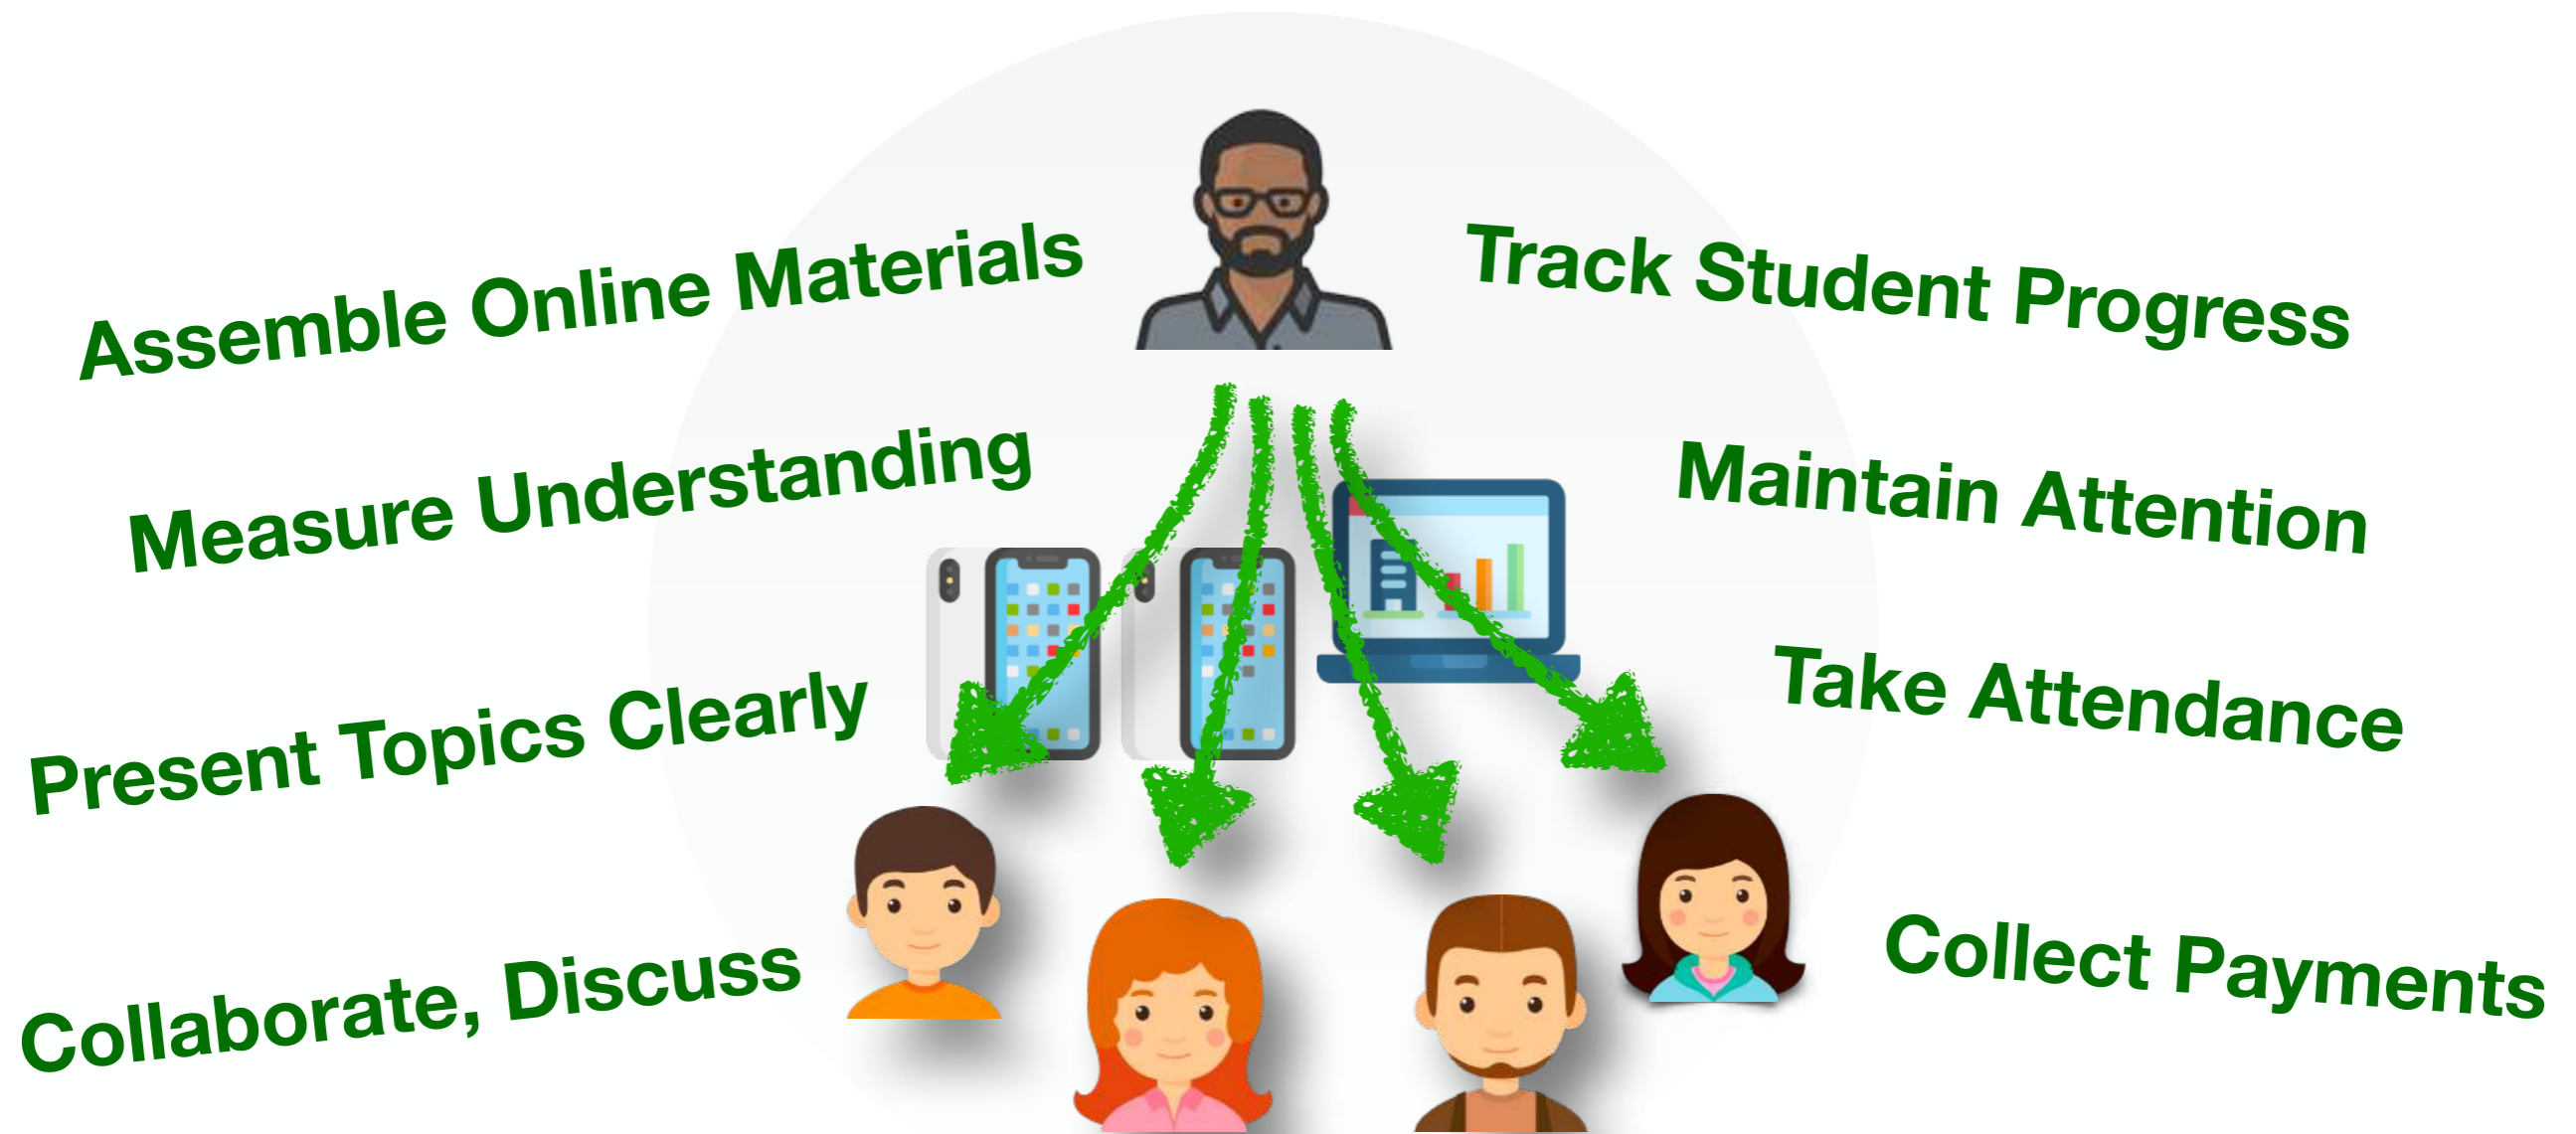 Assemble Online Materials
Measure Understanding
Present Topics Clearly
Collaborate, Discuss
Track Student Progress
Maintain Attention
Take Attendance
Collect Payments